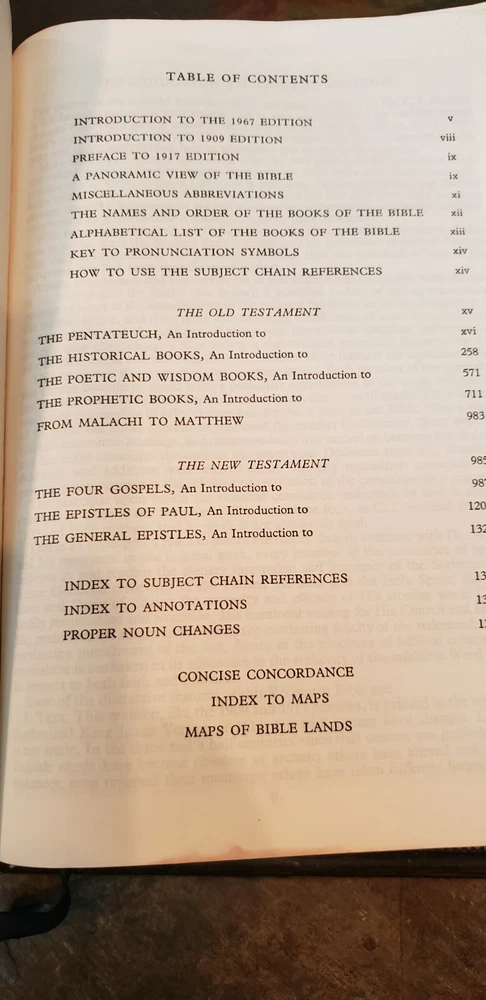 TABLE OF CONTENTS
INTRODUCTION TO THE 1967 EDITION v
INTRODUCTION TO 1909 EDITION viii
PREFACE TO 1917 EDITION ix
A PANORAMIC VIEW OF THE BIBLE ix
MISCELLANEOUS ABBREVIATIONS xi
THE NAMES AND ORDER OF THE BOOKS OF THE BIBLE xii
ALPHABETICAL LIST OF THE BOOKS OF THE BIBLE xiii
KEY TO PRONUNCIATION SYMBOLS xiv
HOW TO USE THE SUBJECT CHAIN REFERENCES xiv
THE OLD TESTAMENT xv
THE PENTATEUCH, An Introduction to xvi
THE HISTORICAL BOOKS, An Introduction to 258
THE POETIC AND WISDOM BOOKS, An Introduction to 571
THE PROPHETIC BOOKS, An Introduction to 711
FROM MALACHI TO MATTHEW 983
THE NEW TESTAMENT 985
THE FOUR GOSPELS, An Introduction to 987
THE EPISTLES OF PAUL, An Introduction to 120
THE GENERAL EPISTLES, An Introduction to 132
INDEX TO SUBJECT CHAIN REFERENCES 13
INDEX TO ANNOTATIONS 13
PROPER NOUN CHANGES
CONCISE CONCORDANCE
INDEX TO MAPS
MAPS OF BIBLE LANDS